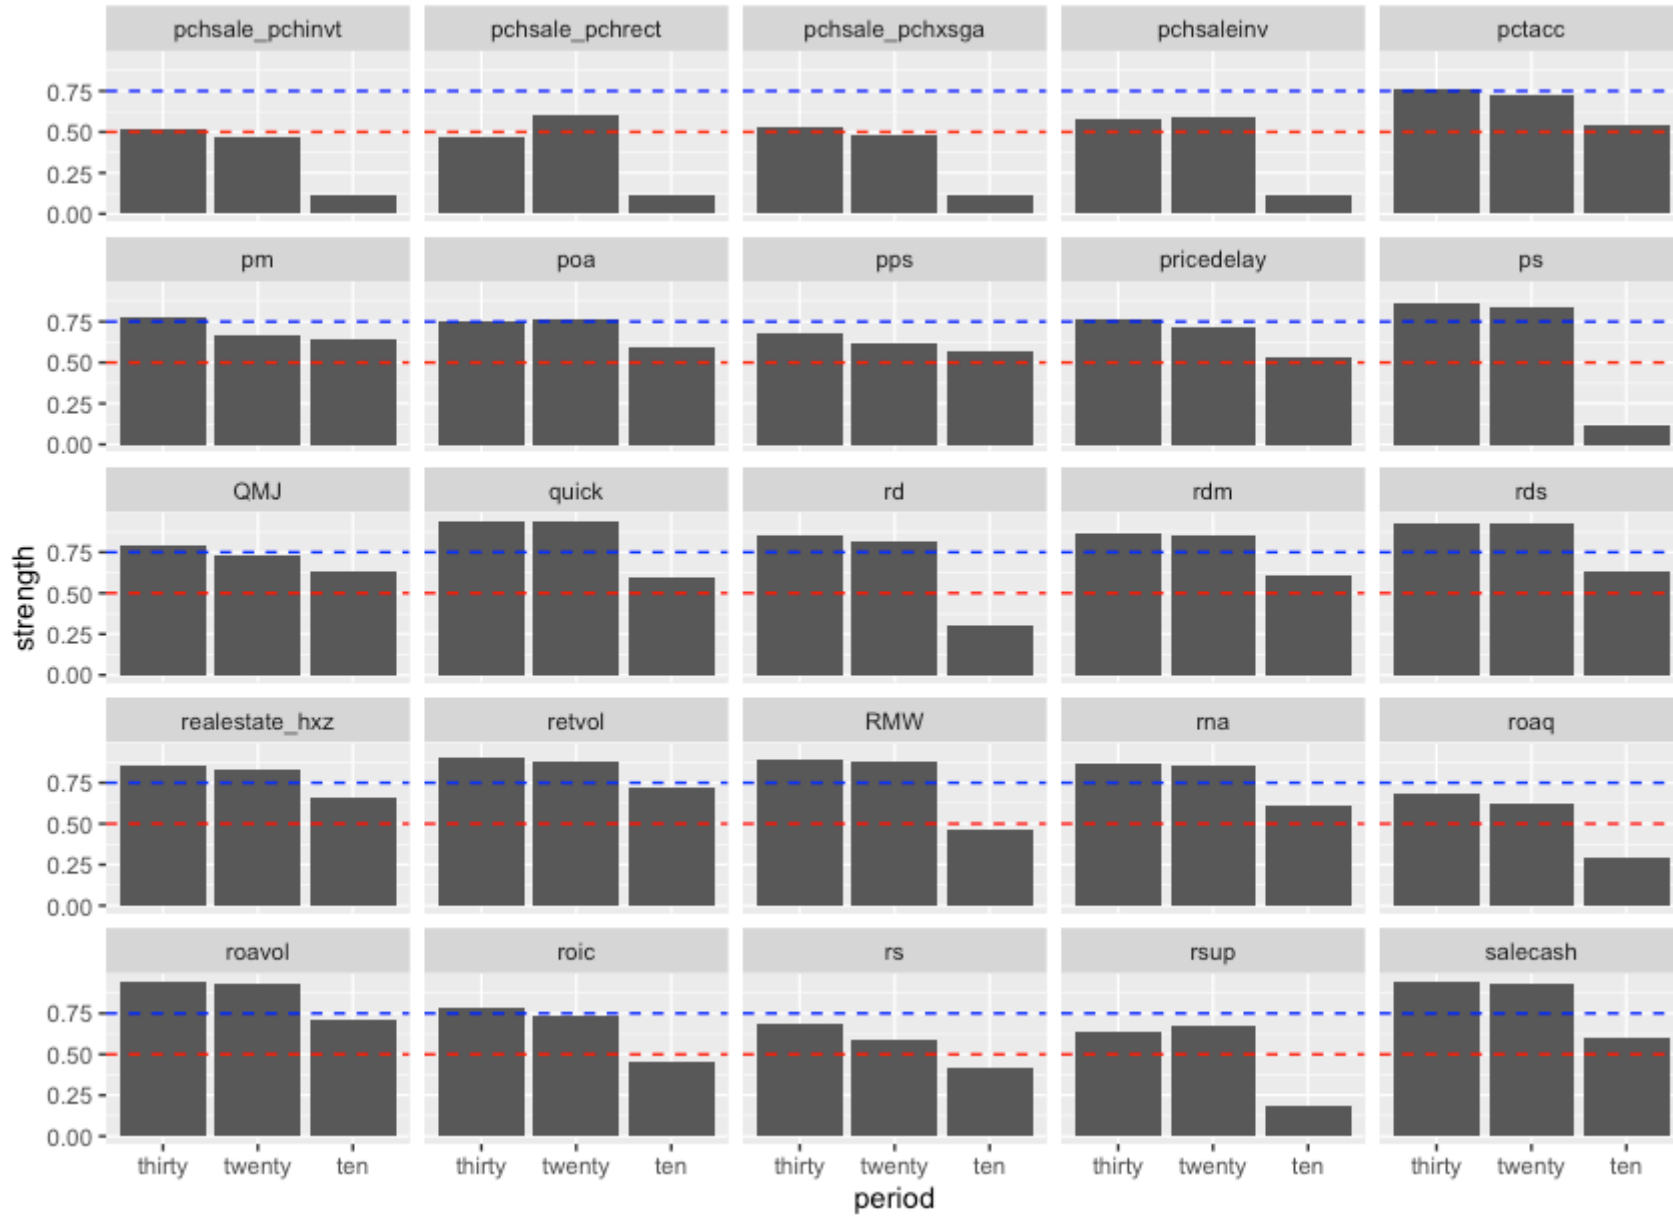 pchsale_pchinvt pchsale_pchrect pchsale_pchxsga pchsaleinv pctacc
0.75
0.50
0.25
0.00
pm poa pps pricedelay ps
0.75
0.50
0.25
0.00
QMJ quick rd rdm rds
0.75
0.50
0.25
0.00
strength
realestate_hxz retvol RMW rna roaq
0.75
0.50
0.25
0.00
roavol roic rs rsup salecash
0.75
0.50
0.25
0.00
thirty twenty ten thirty twenty ten thirty twenty ten thirty twenty ten thirty twenty ten
period